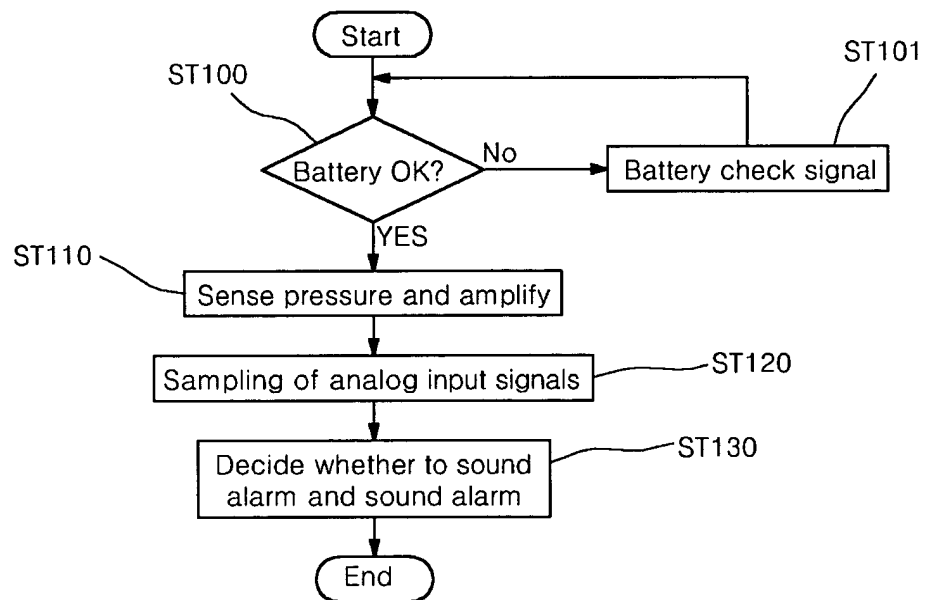 Start
ST100
ST101
Battery OK?
No
Battery check signal
YES
ST110
Sense pressure and amplify
Sampling of analog input signals
ST120
Decide whether to sound
alarm and sound alarm
ST130
End